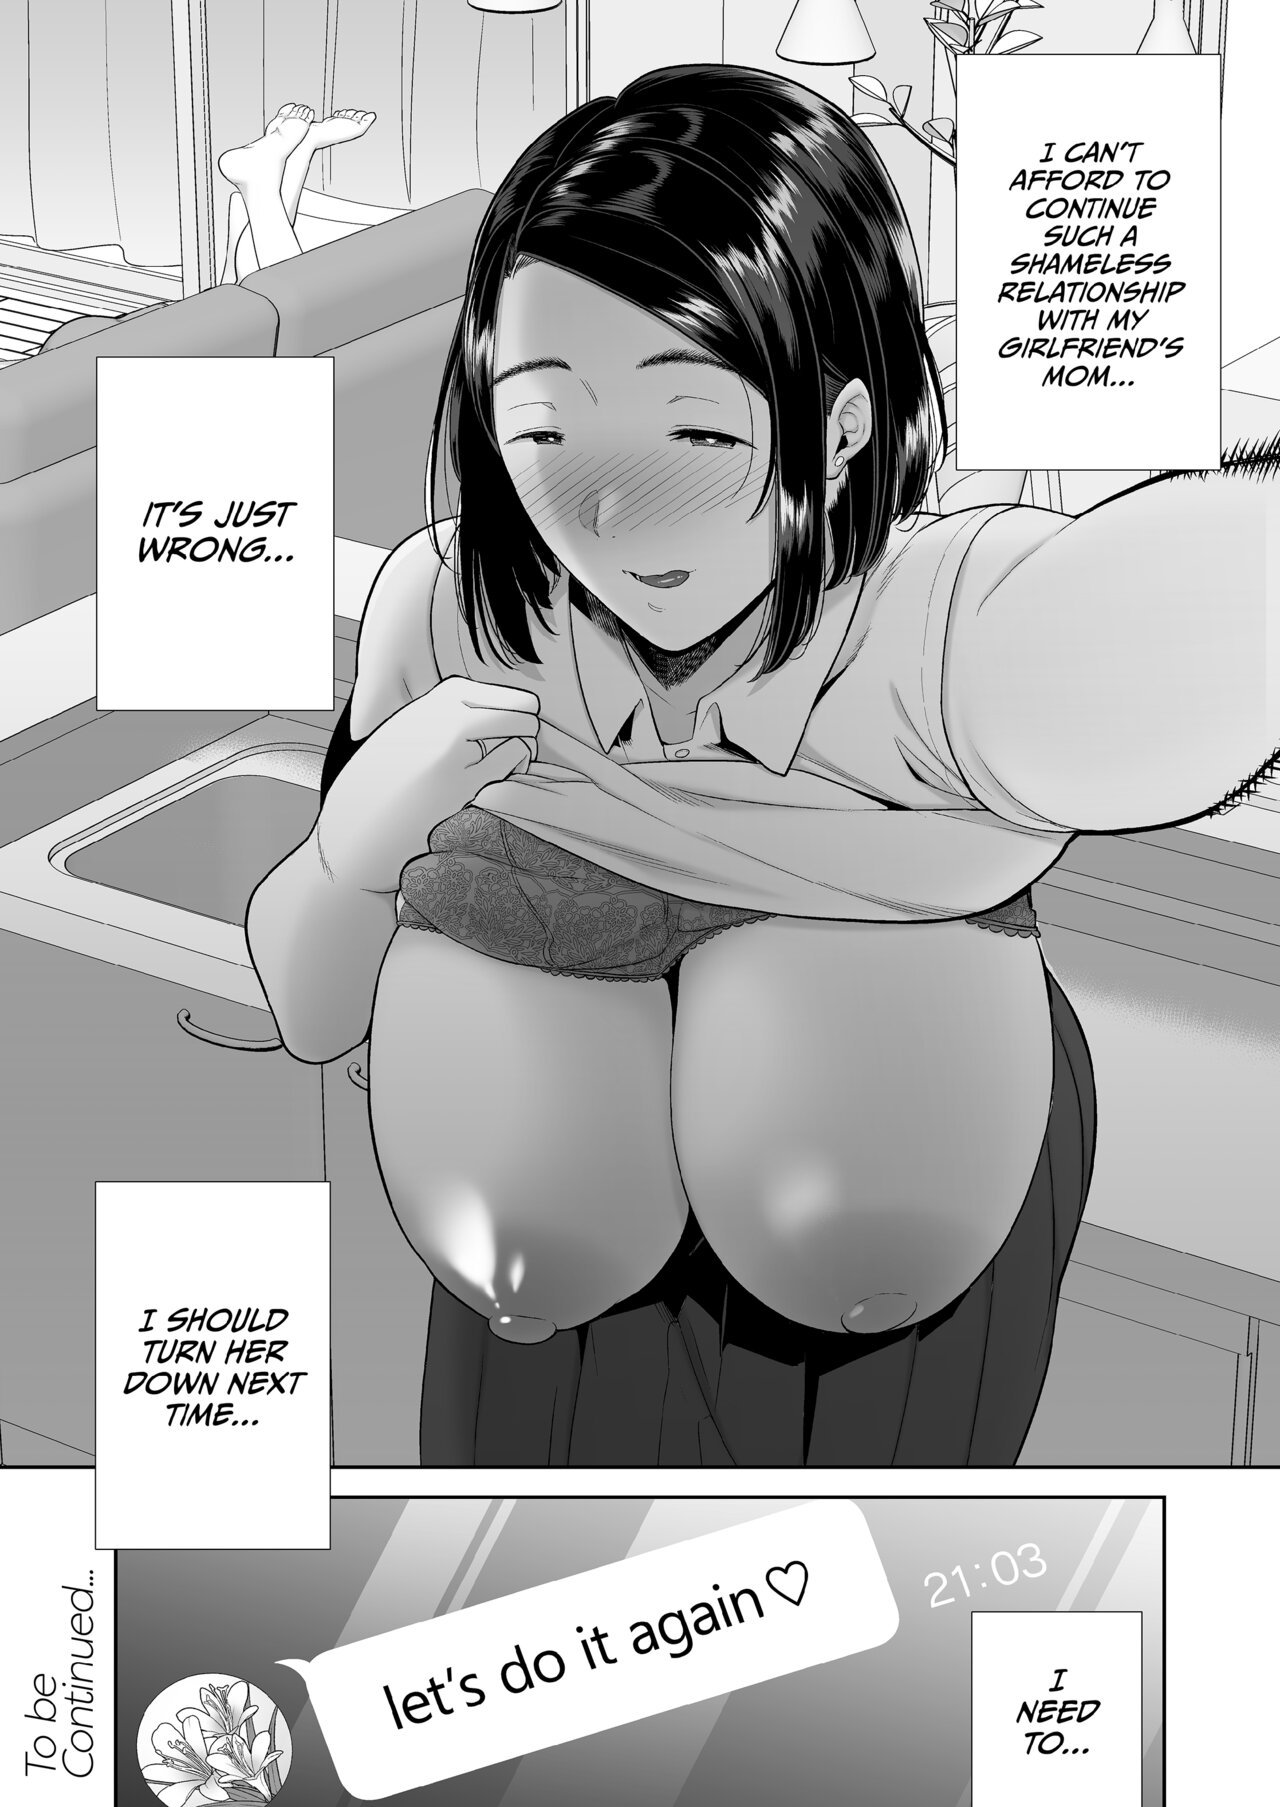 I CAN'T
AFFORD TO
CONTINUE
SUCH A
SHAMELESS
RELATIONSHIP
WITH MY
GIRLFRIEND'S
MOM...
IT'S JUST
WRONG...
I SHOULD
TURN HER
DOWN NEXT
TIME...
let's do it again♡
21:03
I
NEED
TO...
To be
Continued...